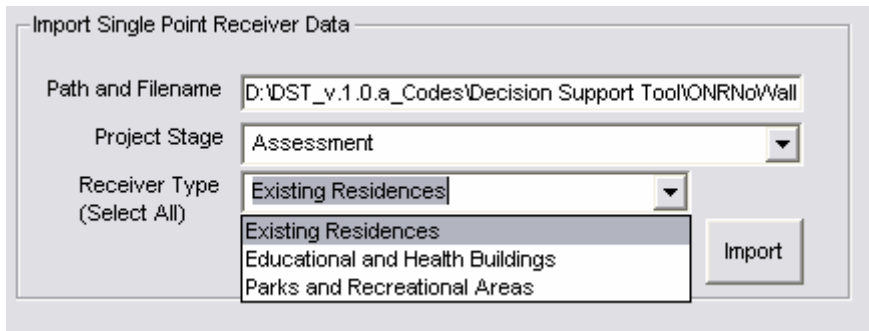 Import Single Point Receiver Data
Path and Filename D:\DST_v.1.0.a_Codes\Decision Support Tool\ONRNoWall
Project Stage Assessment
Receiver Type Existing Residences
(Select All)
Existing Residences
Educational and Health Buildings
Parks and Recreational Areas
Import